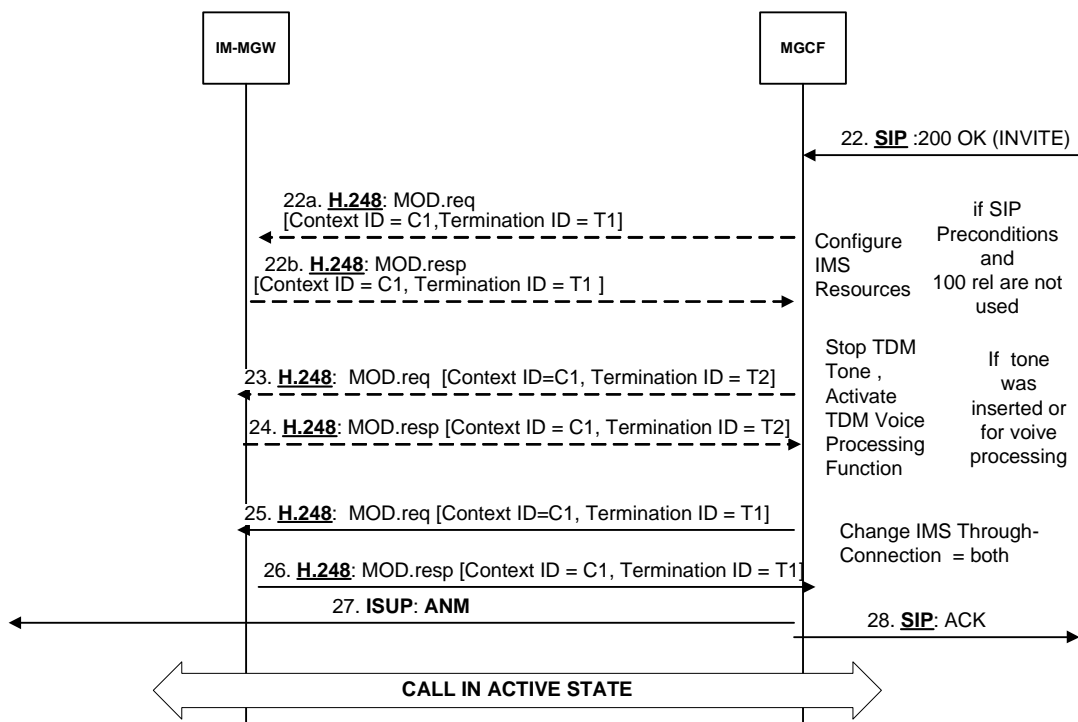 IM-MGW
MGCF
22. SIP :200 OK (INVITE)
22a. H.248: MOD.req
[Context ID = C1,Termination ID = T1]
22b. H.248: MOD.resp
[Context ID = C1, Termination ID = T1 ]
Configure
IMS
Resources
if SIP
Preconditions
and
100 rel are not
used
23. H.248: MOD.req [Context ID=C1, Termination ID = T2]
24. H.248: MOD.resp [Context ID = C1, Termination ID = T2]
Stop TDM
Tone ,
Activate
TDM Voice
Processing
Function
If tone
was
inserted or
for voive
processing
25. H.248: MOD.req [Context ID=C1, Termination ID = T1]
26. H.248: MOD.resp [Context ID = C1, Termination ID = T1]
Change IMS Through-
Connection = both
27. ISUP: ANM
28. SIP: ACK
CALL IN ACTIVE STATE